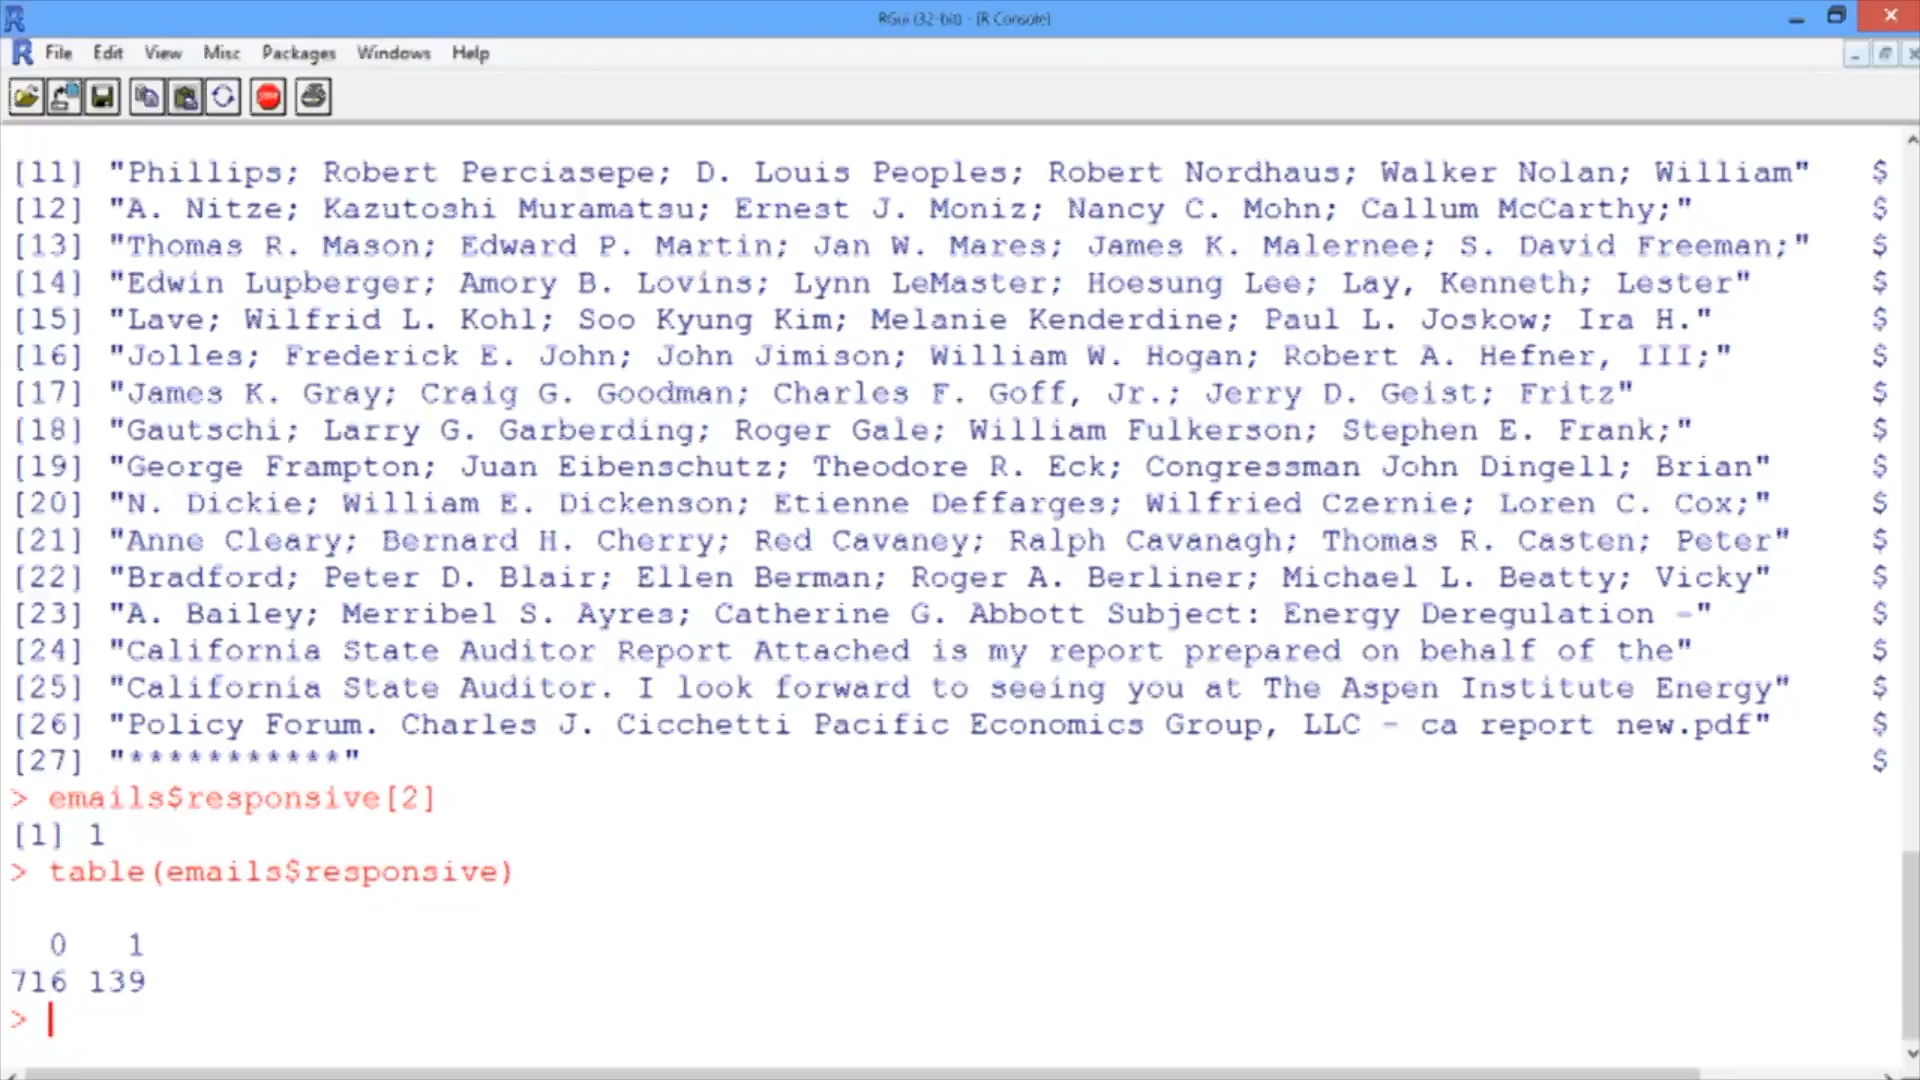 RGui (32-bit) - [R Console]
File Edit View Misc Packages Windows Help
STOP
[11] "Phillips; Robert Perciasepe; D. Louis Peoples; Robert Nordhaus; Walker Nolan; William" $
[12] "A. Nitze; Kazutoshi Muramatsu; Ernest J. Moniz; Nancy C. Mohn; Callum McCarthy;" $
[13] "Thomas R. Mason; Edward P. Martin; Jan W. Mares; James K. Malernee; S. David Freeman;" $
[14] "Edwin Lupberger; Amory B. Lovins; Lynn LeMaster; Hoesung Lee; Lay, Kenneth; Lester" $
[15] "Lave; Wilfrid L. Kohl; Soo Kyung Kim; Melanie Kenderdine; Paul L. Joskow; Ira H." $
[16] "Jolles; Frederick E. John; John Jimison; William W. Hogan; Robert A. Hefner, III;" $
[17] "James K. Gray; Craig G. Goodman; Charles F. Goff, Jr.; Jerry D. Geist; Fritz" $
[18] "Gautschi; Larry G. Garberding; Roger Gale; William Fulkerson; Stephen E. Frank;" $
[19] "George Frampton; Juan Eibenschutz; Theodore R. Eck; Congressman John Dingell; Brian" $
[20] "N. Dickie; William E. Dickenson; Etienne Deffarges; Wilfried Czernie; Loren C. Cox;" $
[21] "Anne Cleary; Bernard H. Cherry; Red Cavaney; Ralph Cavanagh; Thomas R. Casten; Peter" $
[22] "Bradford; Peter D. Blair; Ellen Berman; Roger A. Berliner; Michael L. Beatty; Vicky" $
[23] "A. Bailey; Merribel S. Ayres; Catherine G. Abbott Subject: Energy Deregulation -" $
[24] "California State Auditor Report Attached is my report prepared on behalf of the" $
[25] "California State Auditor. I look forward to seeing you at The Aspen Institute Energy" $
[26] "Policy Forum. Charles J. Cicchetti Pacific Economics Group, LLC - ca report new.pdf" $
[27] "***********" $
> emails$responsive[2]
[1] 1
> table(emails$responsive)
0 1
716 139
>